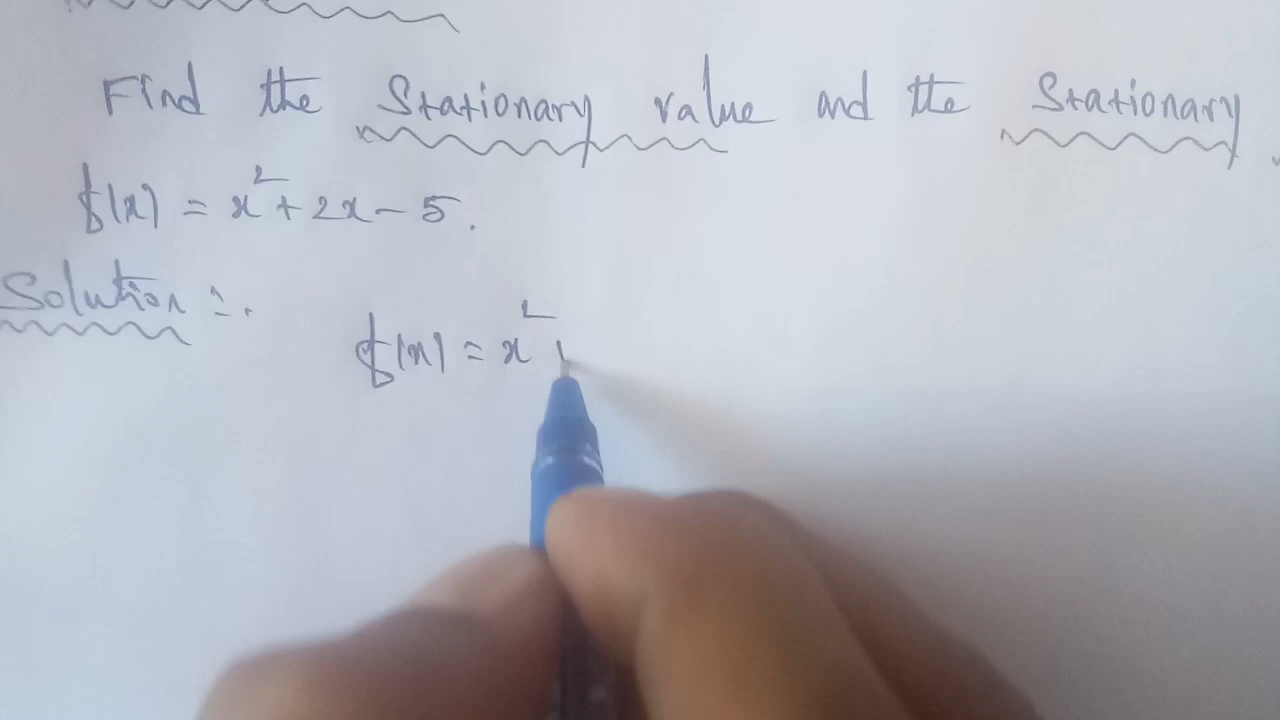 Find the Stationary value and the Stationary
f(x) = x² + 2x - 5.
Solution :-
f(x) = x²